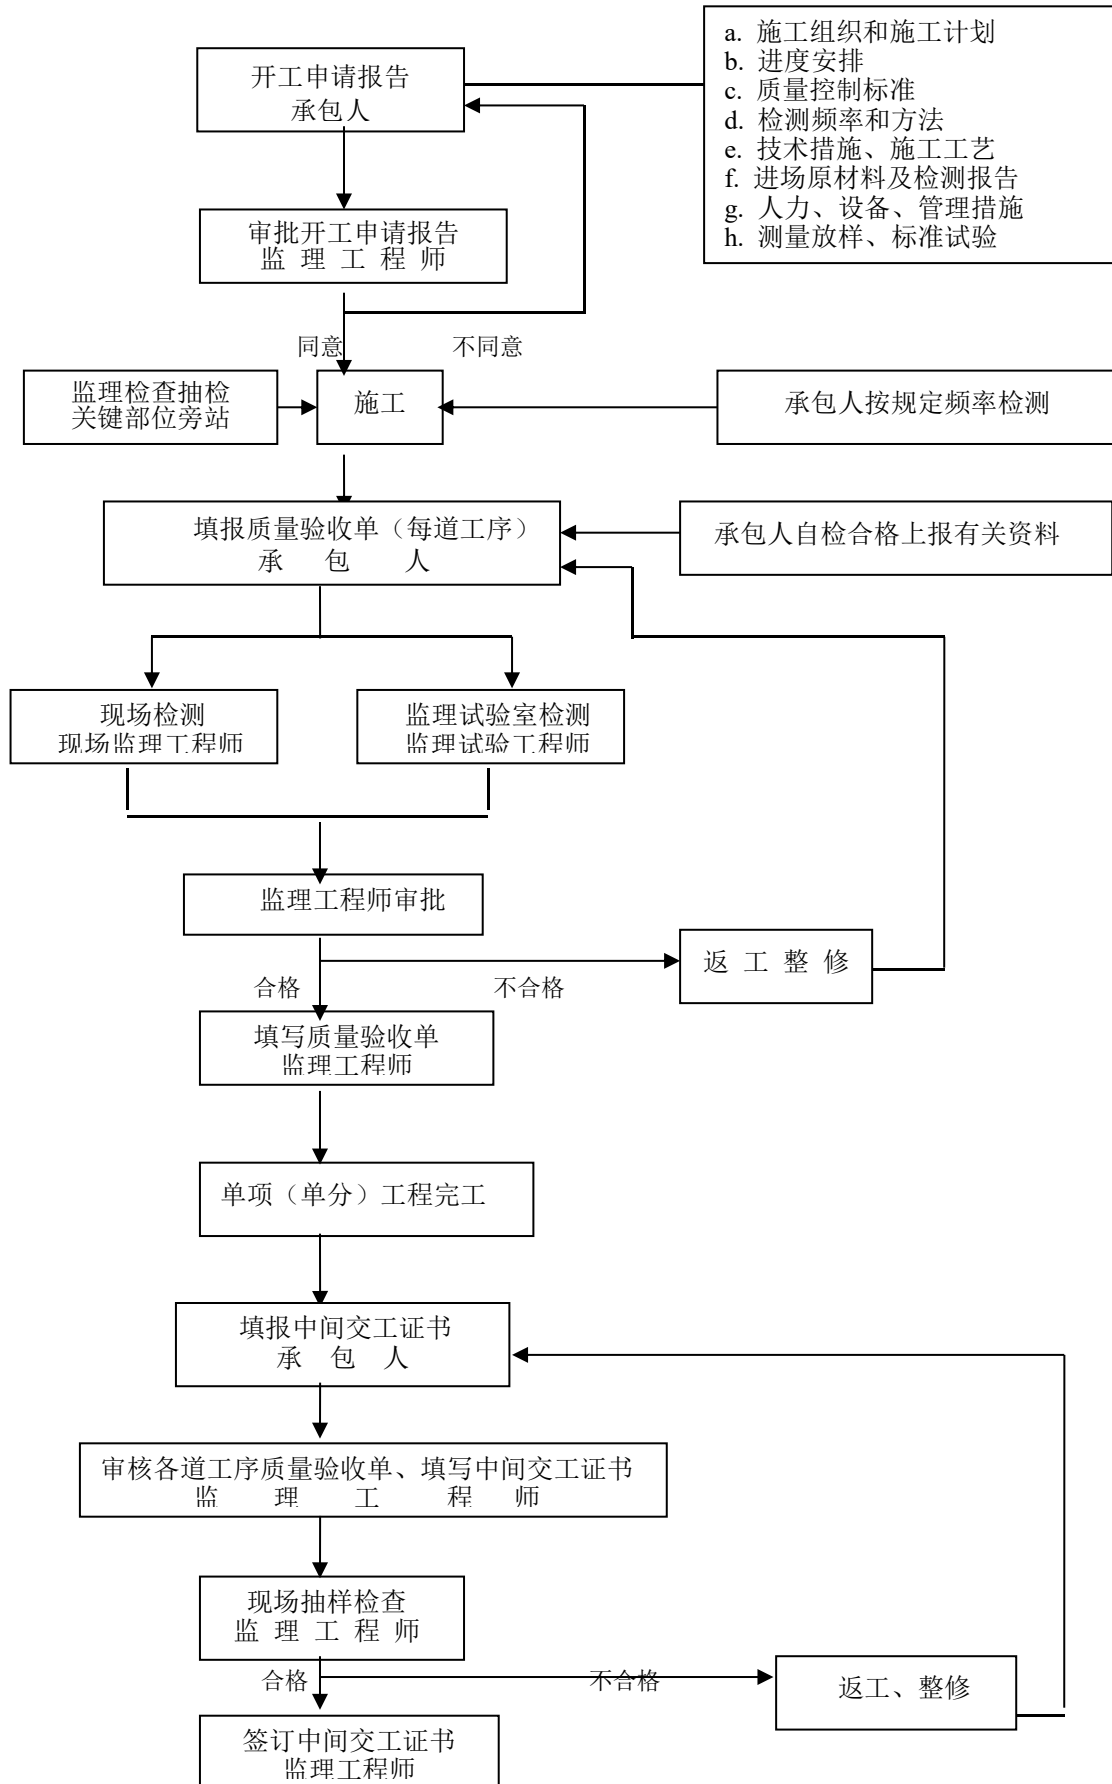 开工申请报告
承包人
a. 施工组织和施工计划
b. 进度安排
c. 质量控制标准
d. 检测频率和方法
e. 技术措施、施工工艺
f. 进场原材料及检测报告
g. 人力、设备、管理措施
h. 测量放样、标准试验
审批开工申请报告
监 理 工 程 师
同意
不同意
监理检查抽检
关键部位旁站
施工
承包人按规定频率检测
填报质量验收单（每道工序）
承 包 人
承包人自检合格上报有关资料
现场检测
现场监理工程师
监理试验室检测
监理试验工程师
监理工程师审批
返 工 整 修
合格
不合格
填写质量验收单
监理工程师
单项（单分）工程完工
填报中间交工证书
承 包 人
审核各道工序质量验收单、填写中间交工证书
监 理 工 程 师
现场抽样检查
监 理 工 程 师
合格
不合格
返工、整修
签订中间交工证书
监理工程师